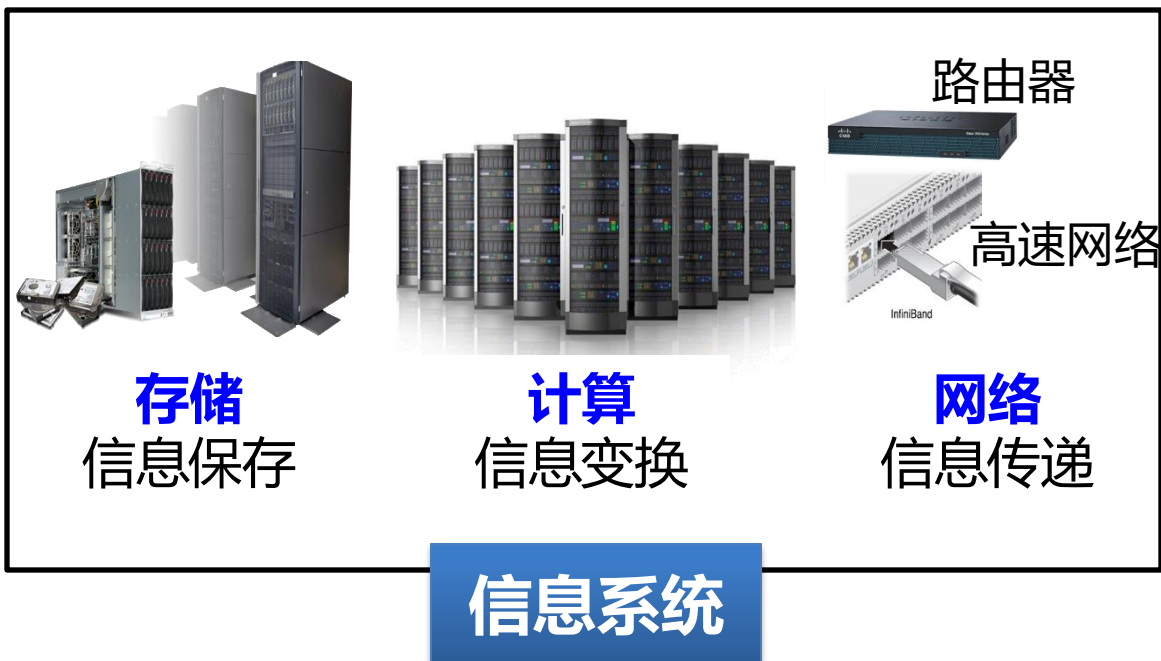 路由器
CISCO
高速网络
InfiniBand
存储
计算
网络
信息保存
信息变换
信息传递
信息系统